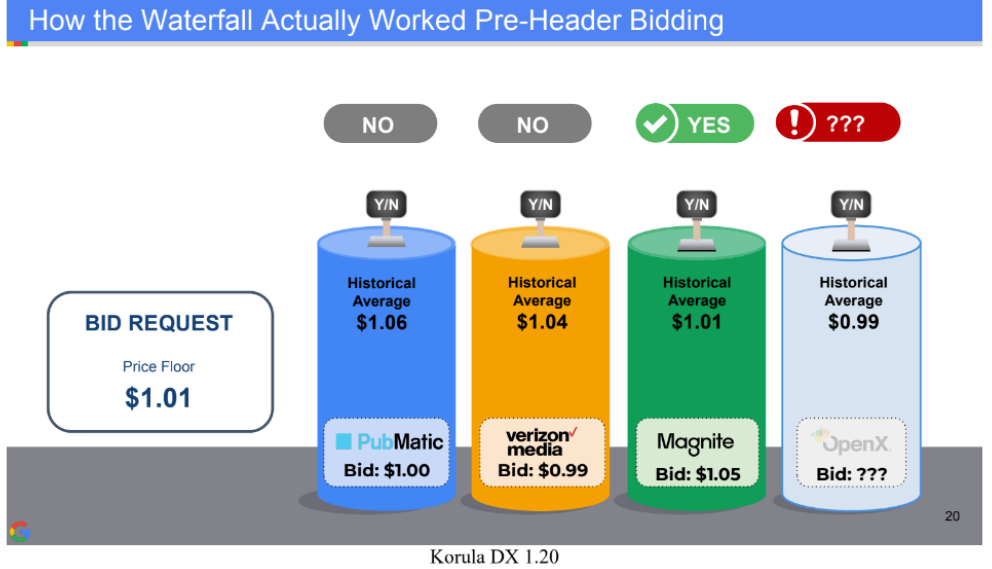 How the Waterfall Actually Worked Pre-Header Bidding
NO
NO
YES
! ???
Y/N
Y/N
Y/N
Y/N
Historical
Average
$1.06
Historical
Average
$1.04
Historical
Average
$1.01
Historical
Average
$0.99
BID REQUEST
Price Floor
$1.01
PubMatic
Bid: $1.00
verizon
media
Bid: $0.99
Magnite
Bid: $1.05
OpenX
Bid: ???
20
G
Korula DX 1.20